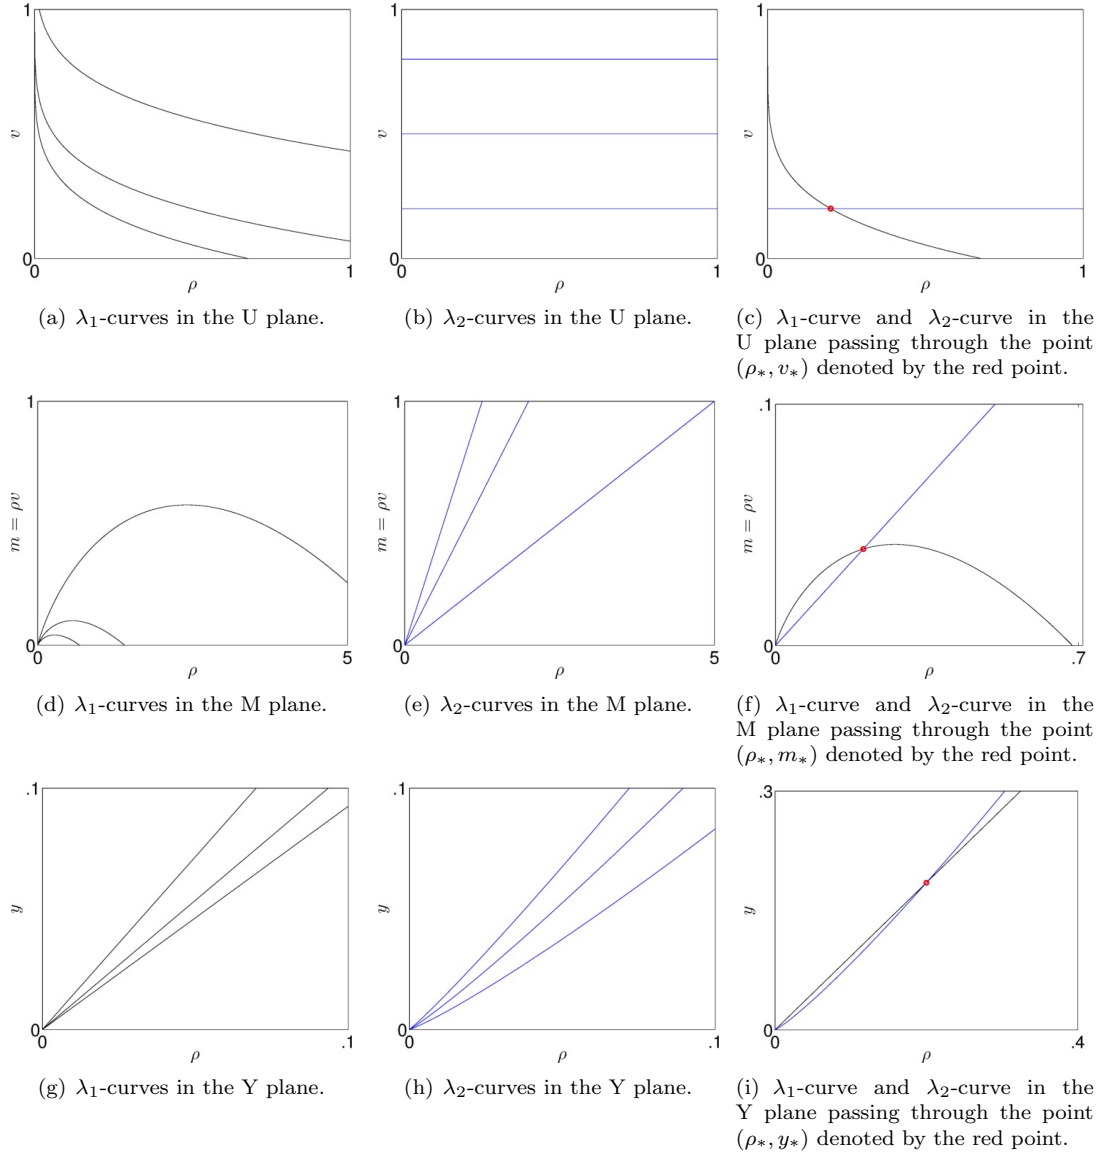 1
v
0
0
1
ρ
(a) λ₁-curves in the U plane.
1
v
0
0
1
ρ
(b) λ₂-curves in the U plane.
1
v
0
0
1
ρ
(c) λ₁-curve and λ₂-curve in the
U plane passing through the point
(ρ∗, v∗) denoted by the red point.
1
m = ρv
0
0
5
ρ
(d) λ₁-curves in the M plane.
1
m = ρv
0
0
5
ρ
(e) λ₂-curves in the M plane.
.1
m = ρv
0
0
.7
ρ
(f) λ₁-curve and λ₂-curve in the
M plane passing through the point
(ρ∗, m∗) denoted by the red point.
.1
y
0
0
.1
ρ
(g) λ₁-curves in the Y plane.
.1
y
0
0
.1
ρ
(h) λ₂-curves in the Y plane.
.3
y
0
0
.4
ρ
(i) λ₁-curve and λ₂-curve in the
Y plane passing through the point
(ρ∗, y∗) denoted by the red point.